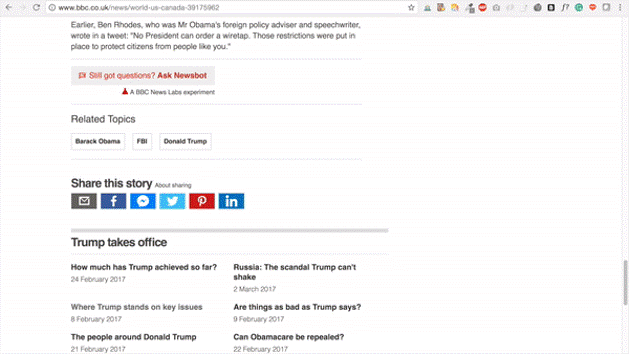 www.bbc.co.uk/news/world-us-canada-39175962
Earlier, Ben Rhodes, who was Mr Obama's foreign policy adviser and speechwriter,
wrote in a tweet: "No President can order a wiretap. Those restrictions were put in
place to protect citizens from people like you."
Still got questions? Ask Newsbot
A BBC News Labs experiment
Related Topics
Barack Obama FBI Donald Trump
Share this story About sharing
Trump takes office
How much has Trump achieved so far?
24 February 2017
Russia: The scandal Trump can't
shake
2 March 2017
Where Trump stands on key issues
8 February 2017
Are things as bad as Trump says?
9 February 2017
The people around Donald Trump
21 February 2017
Can Obamacare be repealed?
22 February 2017